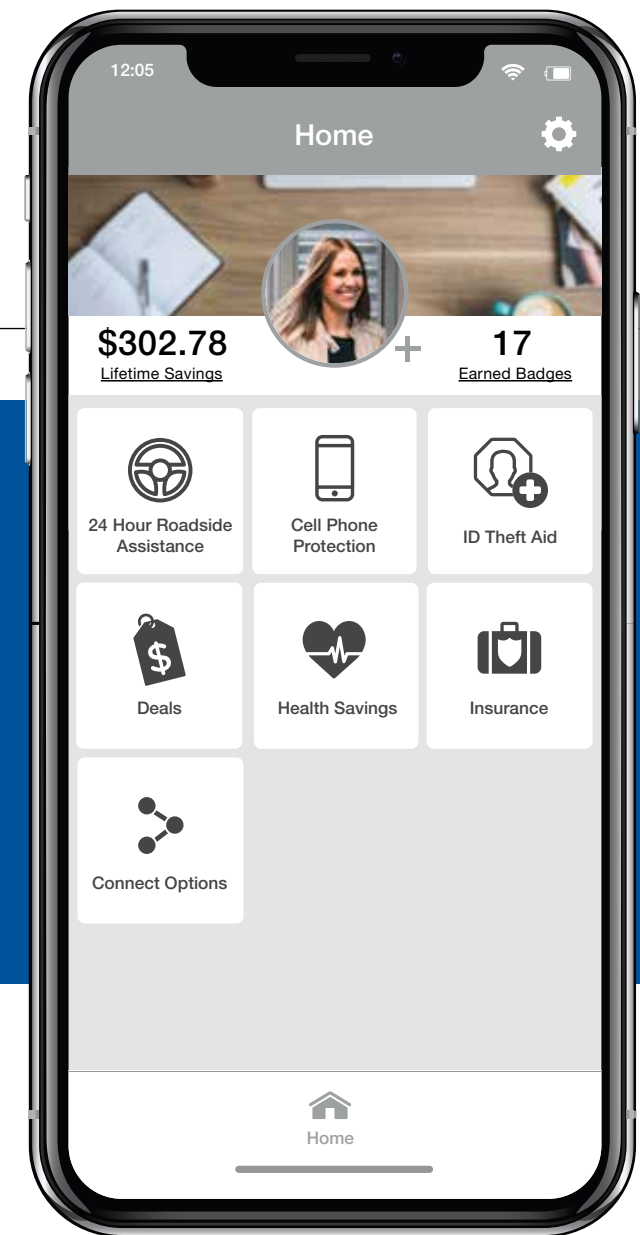 12:05
Home
$302.78
Lifetime Savings
17
Earned Badges
24 Hour Roadside
Assistance
Cell Phone
Protection
ID Theft Aid
$
Deals
Health Savings
Insurance
Connect Options
Home